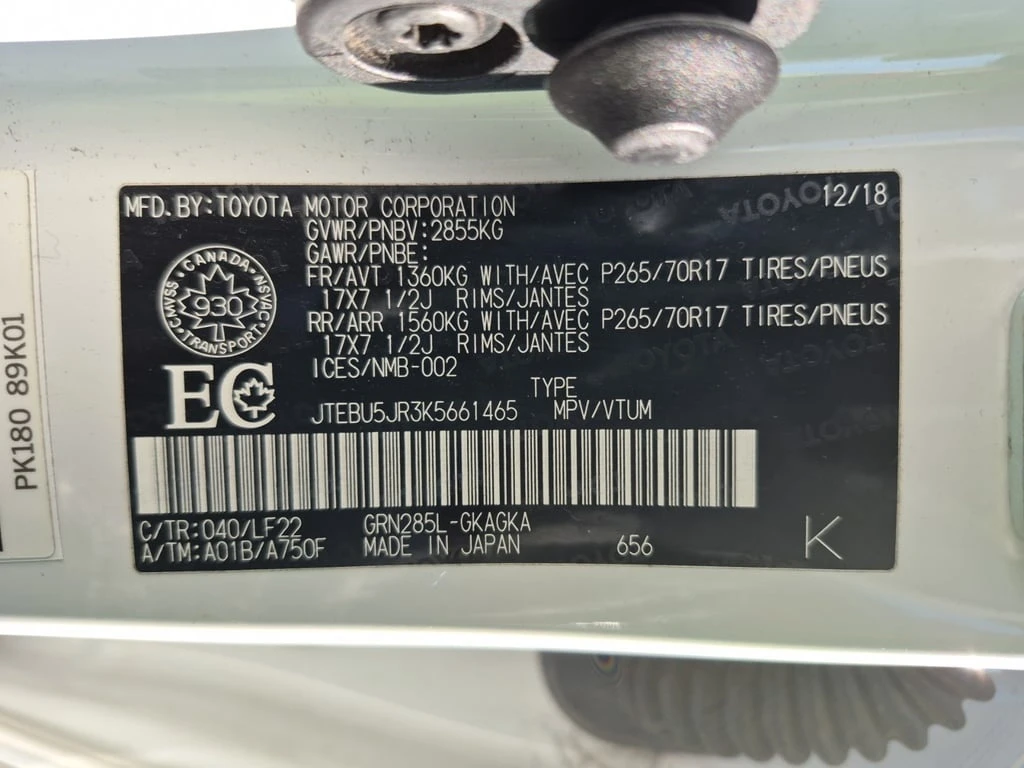 MFD.BY:TOYOTA MOTOR CORPORATION 12/18
GVWR/PNBV:2855KG
GAWR/PNBE:
FR/AVT 1360KG WITH/AVEC P265/70R17 TIRES/PNEUS
17X7 1/2J RIMS/JANTES
RR/ARR 1560KG WITH/AVEC P265/70R17 TIRES/PNEUS
17X7 1/2J RIMS/JANTES
ICES/NMB-002
CANADA
CMVSS
930
NSVAC
TRANSPORT
EC
TYPE
JTEBU5JR3K5661465 MPV/VTUM
C/TR:040/LF22 GRN285L-GKAGKA
A/TM:A01B/A750F MADE IN JAPAN 656 K
PK180 89K01
TOYOTA
TOYOTA
TOYOTA